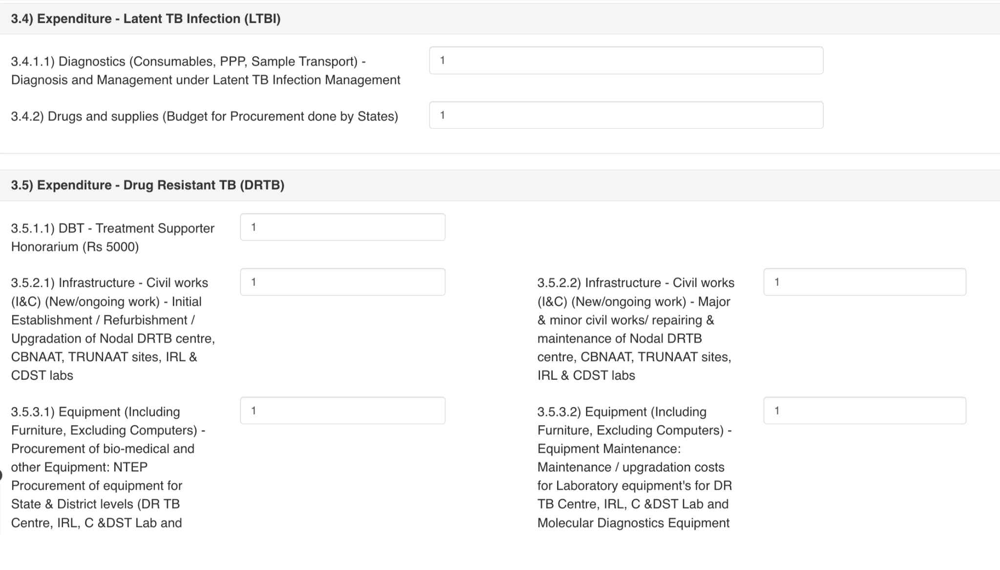 3.4) Expenditure - Latent TB Infection (LTBI)
3.4.1.1) Diagnostics (Consumables, PPP, Sample Transport) -
Diagnosis and Management under Latent TB Infection Management
1
3.4.2) Drugs and supplies (Budget for Procurement done by States)
1
3.5) Expenditure - Drug Resistant TB (DRTB)
3.5.1.1) DBT - Treatment Supporter
Honorarium (Rs 5000)
1
3.5.2.1) Infrastructure - Civil works
(I&C) (New/ongoing work) - Initial
Establishment / Refurbishment /
Upgradation of Nodal DRTB centre,
CBNAAT, TRUNAAT sites, IRL &
CDST labs
1
3.5.2.2) Infrastructure - Civil works
(I&C) (New/ongoing work) - Major
& minor civil works/ repairing &
maintenance of Nodal DRTB
centre, CBNAAT, TRUNAAT sites,
IRL & CDST labs
1
3.5.3.1) Equipment (Including
Furniture, Excluding Computers) -
Procurement of bio-medical and
other Equipment: NTEP
Procurement of equipment for
State & District levels (DR TB
Centre, IRL, C &DST Lab and
1
3.5.3.2) Equipment (Including
Furniture, Excluding Computers) -
Equipment Maintenance:
Maintenance / upgradation costs
for Laboratory equipment's for DR
TB Centre, IRL, C &DST Lab and
Molecular Diagnostics Equipment
1